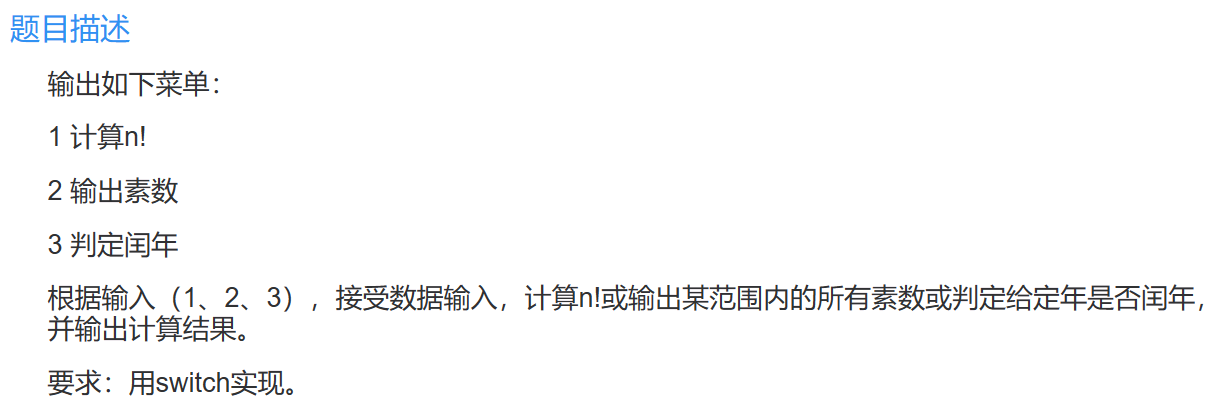 题目描述
输出如下菜单：
1 计算n!
2 输出素数
3 判定闰年
根据输入（1、2、3），接受数据输入，计算n!或输出某范围内的所有素数或判定给定年是否闰年，
并输出计算结果。
要求：用switch实现。